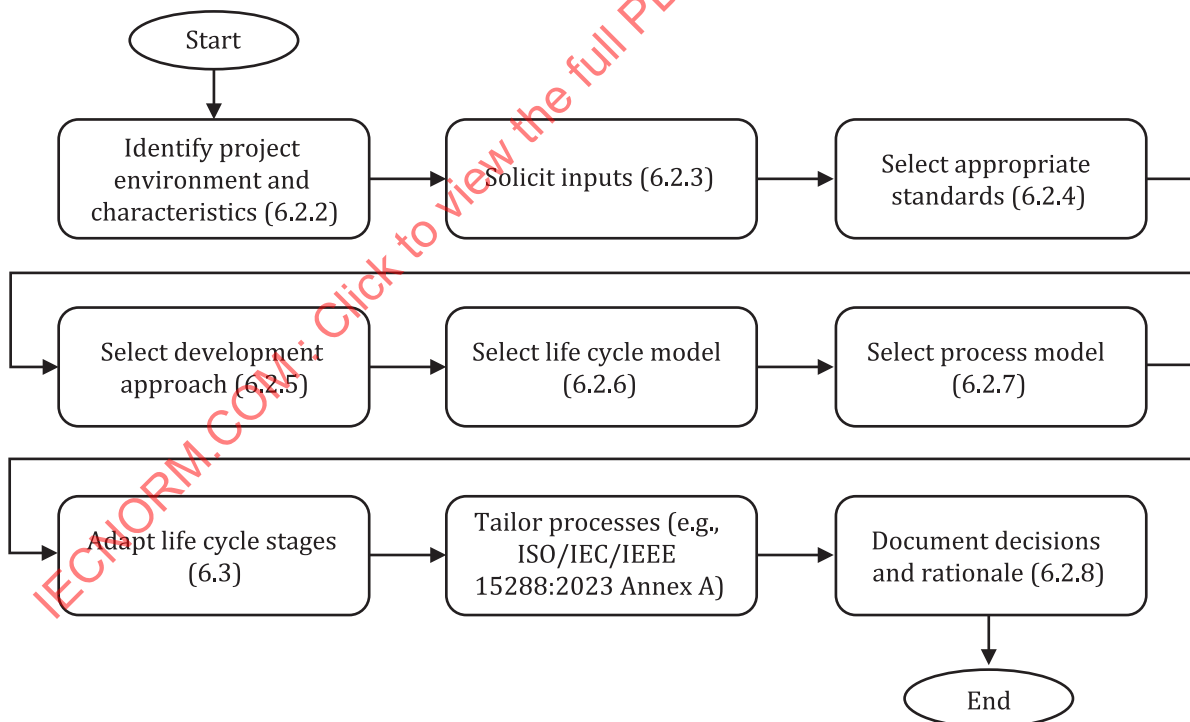 Start
Identify project
environment and
characteristics (6.2.2)
Solicit inputs (6.2.3)
Select appropriate
standards (6.2.4)
Select development
approach (6.2.5)
Select life cycle model
(6.2.6)
Select process model
(6.2.7)
Adapt life cycle stages
(6.3)
Tailor processes (e.g.,
ISO/IEC/IEEE
15288:2023 Annex A)
Document decisions
and rationale (6.2.8)
End
IECNORM.COM : Click to view the full